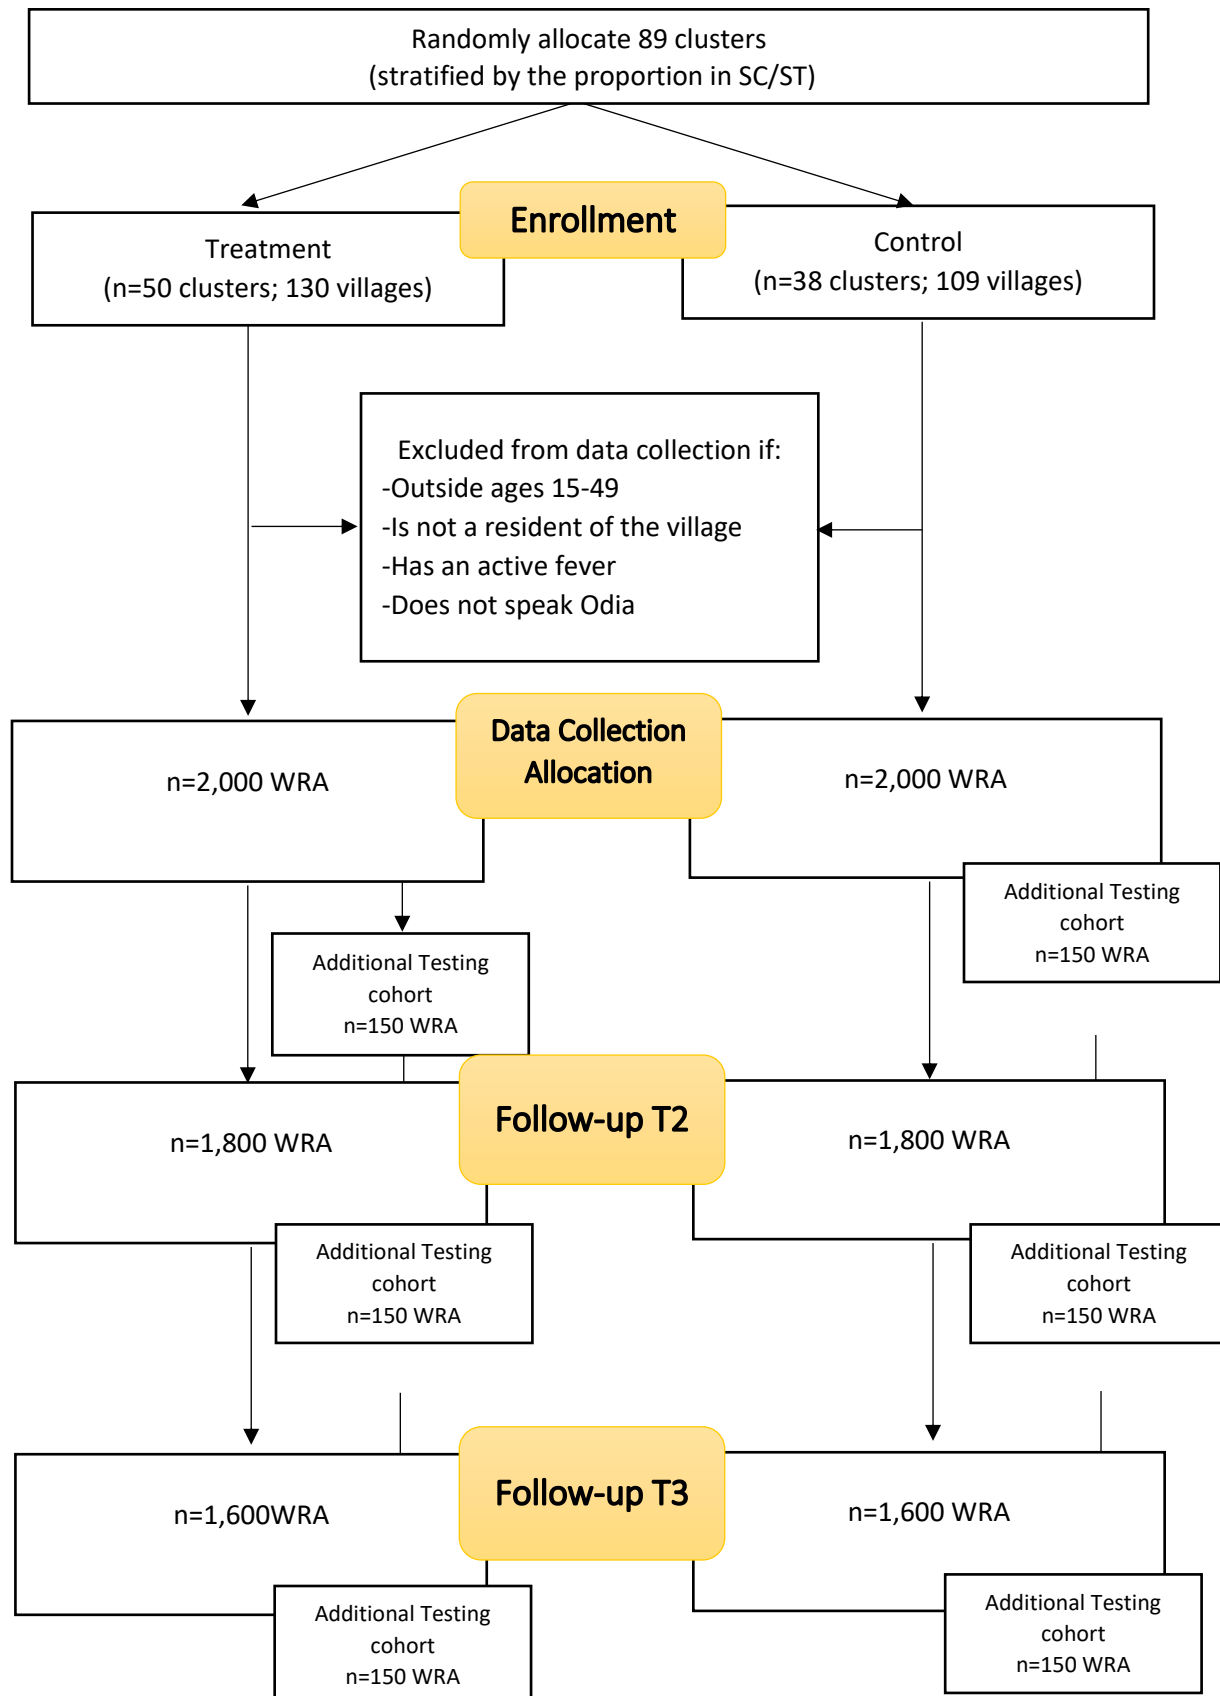 Randomly allocate 89 clusters
(stratified by the proportion in SC/ST)
Enrollment
Treatment
(n=50 clusters; 130 villages)
Control
(n=38 clusters; 109 villages)
Excluded from data collection if:
-Outside ages 15-49
-Is not a resident of the village
-Has an active fever
-Does not speak Odia
Data Collection
Allocation
n=2,000 WRA
n=2,000 WRA
Additional Testing
cohort
n=150 WRA
Additional Testing
cohort
n=150 WRA
Follow-up T2
n=1,800 WRA
n=1,800 WRA
Additional Testing
cohort
n=150 WRA
Additional Testing
cohort
n=150 WRA
Follow-up T3
n=1,600WRA
n=1,600 WRA
Additional Testing
cohort
n=150 WRA
Additional Testing
cohort
n=150 WRA